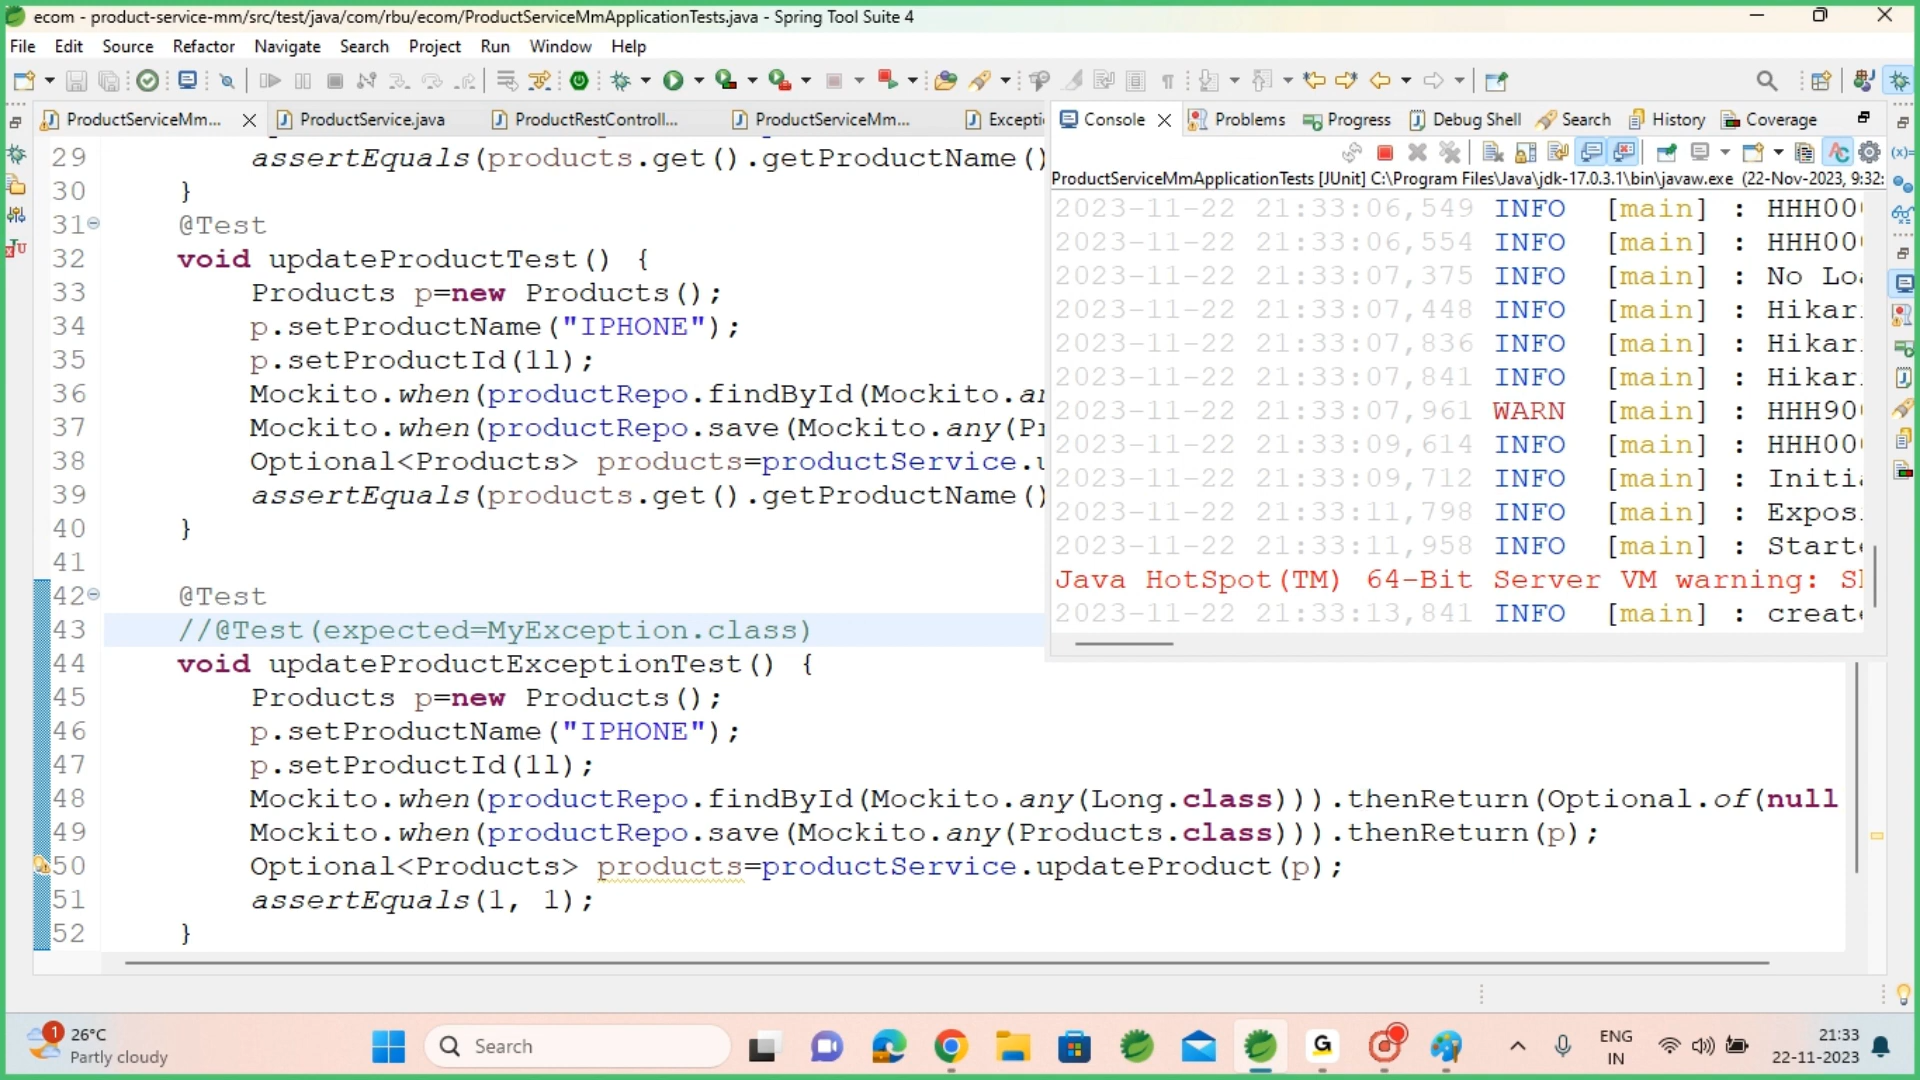 ecom - product-service-mm/src/test/java/com/rbu/ecom/ProductServiceMmApplicationTests.java - Spring Tool Suite 4
File Edit Source Refactor Navigate Search Project Run Window Help
ProductServiceMm... ProductService.java ProductRestControll... ProductServiceMm... Excepti
Console Problems Progress Debug Shell Search History Coverage
ProductServiceMmApplicationTests [JUnit] C:\Program Files\Java\jdk-17.0.3.1\bin\javaw.exe (22-Nov-2023, 9:32:
29 assertEquals(products.get().getProductName()
30 }
31 @Test
32 void updateProductTest() {
33 Products p=new Products();
34 p.setProductName("IPHONE");
35 p.setProductId(1l);
36 Mockito.when(productRepo.findById(Mockito.an
37 Mockito.when(productRepo.save(Mockito.any(Pr
38 Optional<Products> products=productService.u
39 assertEquals(products.get().getProductName()
40 }
41
42 @Test
43 //@Test(expected=MyException.class)
44 void updateProductExceptionTest() {
45 Products p=new Products();
46 p.setProductName("IPHONE");
47 p.setProductId(1l);
48 Mockito.when(productRepo.findById(Mockito.any(Long.class))).thenReturn(Optional.of(null
49 Mockito.when(productRepo.save(Mockito.any(Products.class))).thenReturn(p);
50 Optional<Products> products=productService.updateProduct(p);
51 assertEquals(1, 1);
52 }
2023-11-22 21:33:06,549 INFO [main] : HHH00
2023-11-22 21:33:06,554 INFO [main] : HHH00
2023-11-22 21:33:07,375 INFO [main] : No Lo
2023-11-22 21:33:07,448 INFO [main] : Hikar
2023-11-22 21:33:07,836 INFO [main] : Hikar
2023-11-22 21:33:07,841 INFO [main] : Hikar
2023-11-22 21:33:07,961 WARN [main] : HHH90
2023-11-22 21:33:09,614 INFO [main] : HHH00
2023-11-22 21:33:09,712 INFO [main] : Initi
2023-11-22 21:33:11,798 INFO [main] : Expos
2023-11-22 21:33:11,958 INFO [main] : Start
Java HotSpot(TM) 64-Bit Server VM warning: S
2023-11-22 21:33:13,841 INFO [main] : creat
1
26°C
Partly cloudy
Search
ENG
IN
21:33
22-11-2023